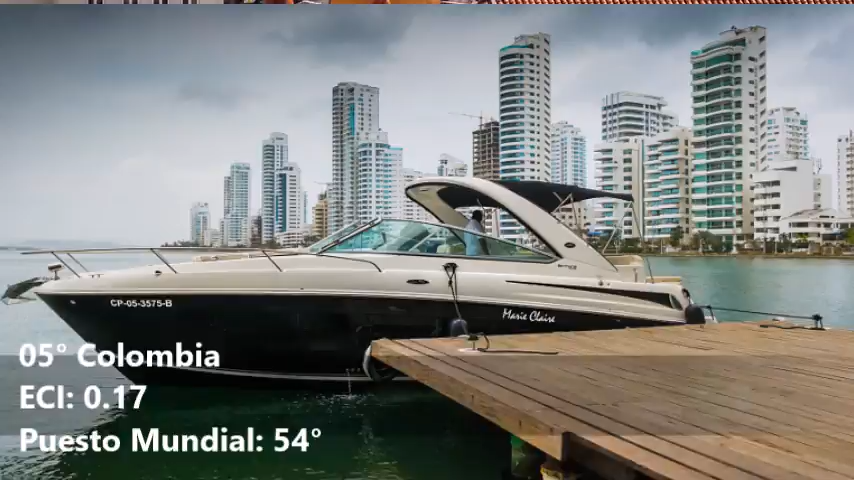 CP-05-3575-B
Marie Claire
05° Colombia
ECI: 0.17
Puesto Mundial: 54°